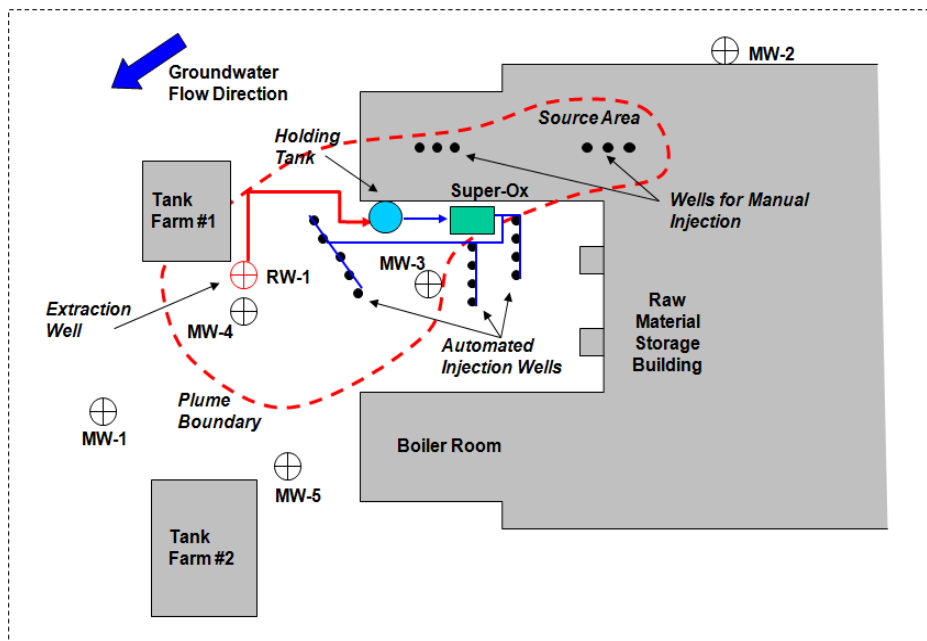 MW-2
Groundwater
Flow Direction
Source Area
Holding
Tank
Super-Ox
Wells for Manual
Injection
Tank
Farm #1
MW-3
RW-1
Extraction
Well
MW-4
Raw
Material
Storage
Building
Automated
Injection Wells
Plume
Boundary
MW-1
Boiler Room
MW-5
Tank
Farm #2